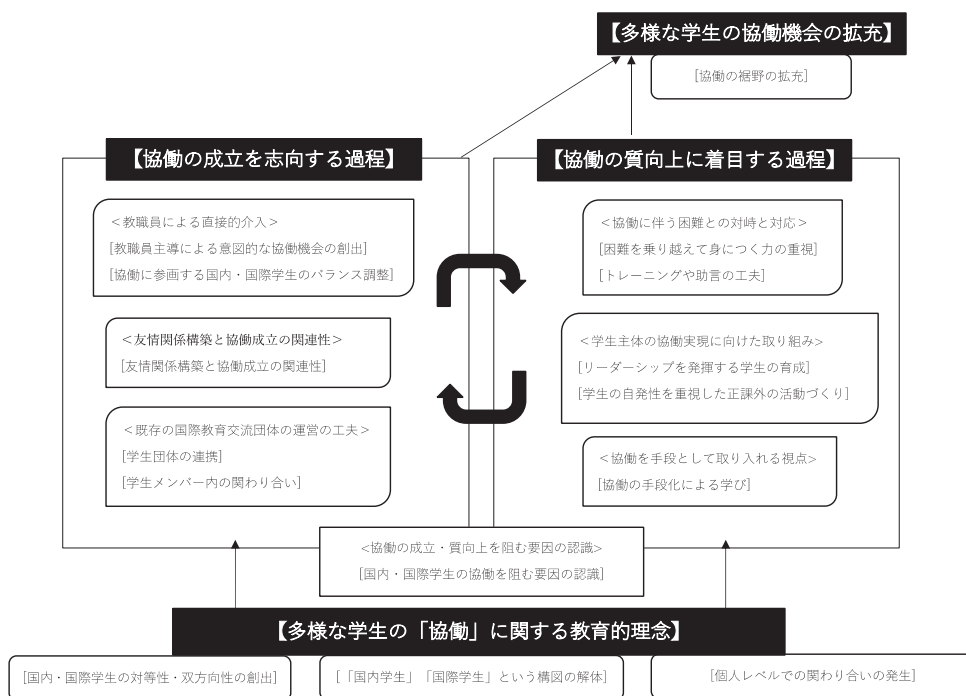 【多様な学生の協働機会の拡充】
[協働の裾野の拡充]
【協働の成立を志向する過程】
<教職員による直接的介入>
[教職員主導による意図的な協働機会の創出]
[協働に参画する国内・国際学生のバランス調整]
<友情関係構築と協働成立の関連性>
[友情関係構築と協働成立の関連性]
<既存の国際教育交流団体の運営の工夫>
[学生団体の連携]
[学生メンバー内の関わり合い]
【協働の質向上に着目する過程】
<協働に伴う困難との対峙と対応>
[困難を乗り越えて身につく力の重視]
[トレーニングや助言の工夫]
<学生主体の協働実現に向けた取り組み>
[リーダーシップを発揮する学生の育成]
[学生の自発性を重視した正課外の活動づくり]
<協働を手段として取り入れる視点>
[協働の手段化による学び]
<協働の成立・質向上を阻む要因の認識>
[国内・国際学生の協働を阻む要因の認識]
【多様な学生の「協働」に関する教育的理念】
[国内・国際学生の対等性・双方向性の創出]
[「国内学生」「国際学生」という構図の解体]
[個人レベルでの関わり合いの発生]